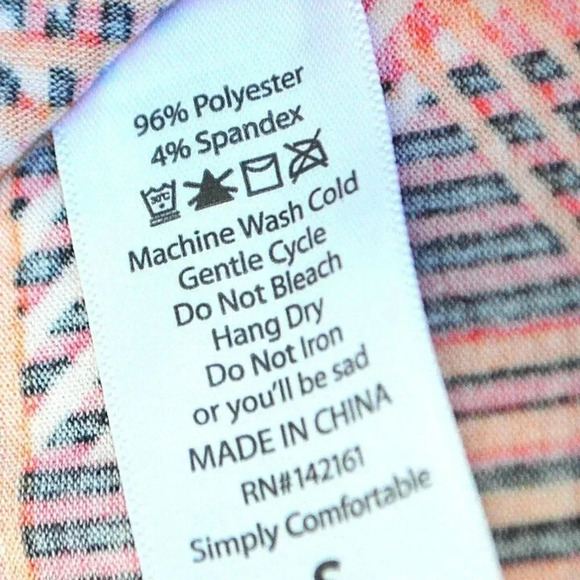 96% Polyester
4% Spandex
30°C
Machine Wash Cold
Gentle Cycle
Do Not Bleach
Hang Dry
Do Not Iron
or you'll be sad
MADE IN CHINA
RN#142161
Simply Comfortable
S